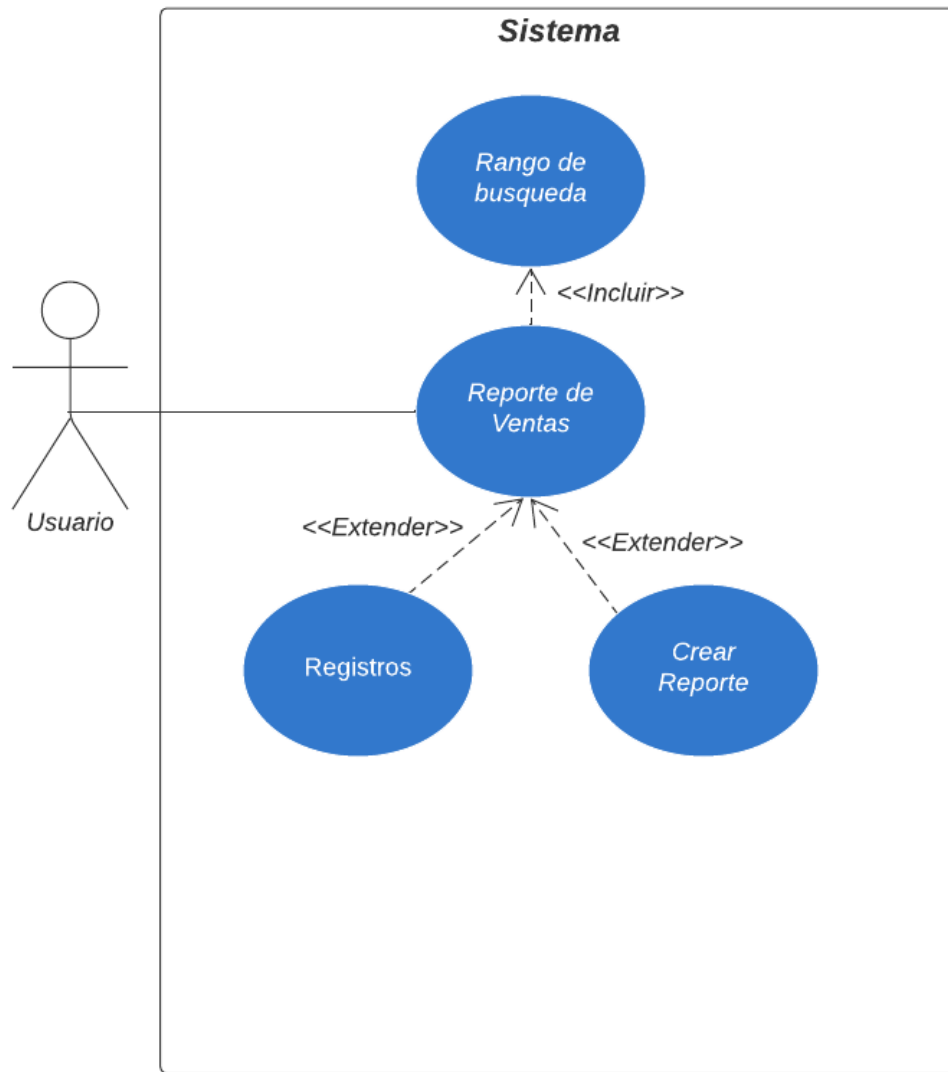 Sistema
Rango de
busqueda
<<Incluir>>
Reporte de
Ventas
Usuario
<<Extender>>
<<Extender>>
Registros
Crear
Reporte